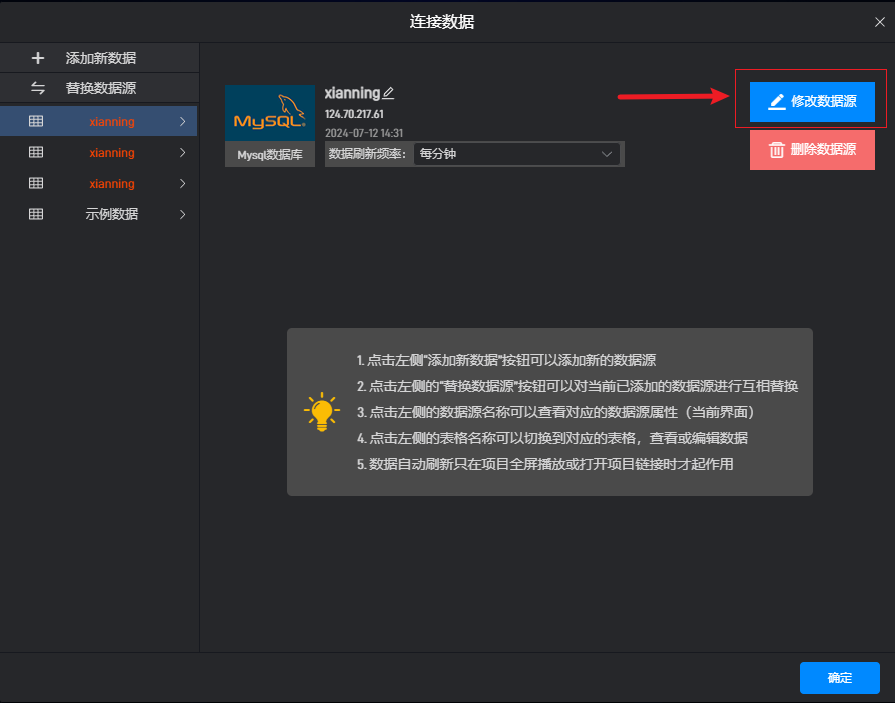 连接数据
添加新数据
替换数据源
xianning
xianning
xianning
示例数据
MySQL
Mysql数据库
xianning
124.70.217.61
2024-07-12 14:31
数据刷新频率: 每分钟
修改数据源
删除数据源
1. 点击左侧"添加新数据"按钮可以添加新的数据源
2. 点击左侧的"替换数据源"按钮可以对当前已添加的数据源进行互相替换
3. 点击左侧的数据源名称可以查看对应的数据源属性（当前界面）
4. 点击左侧的表格名称可以切换到对应的表格，查看或编辑数据
5. 数据自动刷新只在项目全屏播放或打开项目链接时才起作用
确定